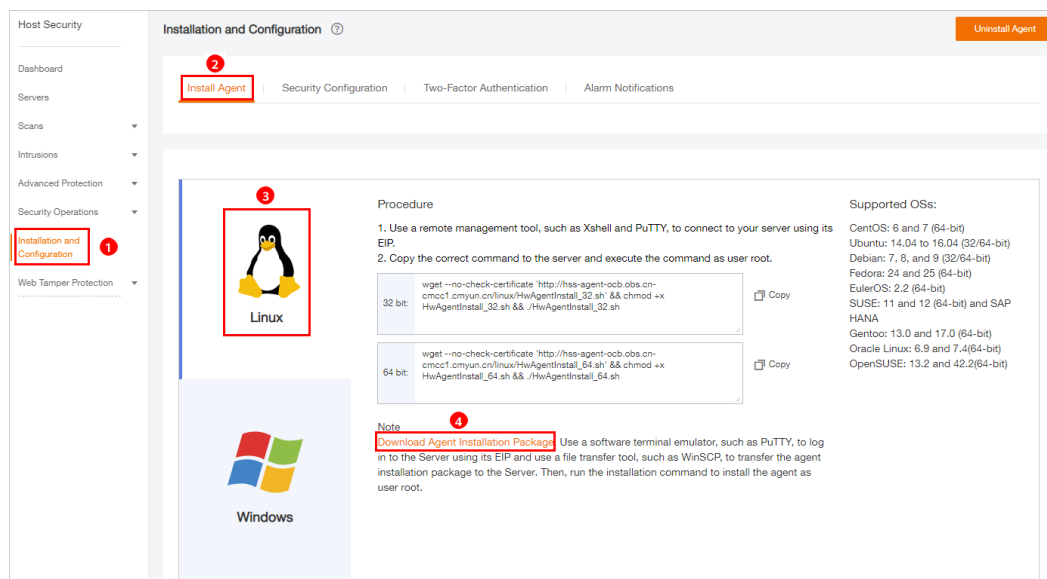 Host Security
Dashboard
Servers
Scans
Intrusions
Advanced Protection
Security Operations
Installation and
Configuration
1
Web Tamper Protection
Installation and Configuration ?
Uninstall Agent
2
Install Agent
Security Configuration
Two-Factor Authentication
Alarm Notifications
3
Linux
Windows
Procedure
1. Use a remote management tool, such as Xshell and PuTTY, to connect to your server using its
EIP.
2. Copy the correct command to the server and execute the command as user root.
32 bit:
wget --no-check-certificate 'http://hss-agent-ocb.obs.cn-
cmcc1.cmyun.cn/linux/HwAgentInstall_32.sh' && chmod +x
HwAgentInstall_32.sh && ./HwAgentInstall_32.sh
Copy
64 bit:
wget --no-check-certificate 'http://hss-agent-ocb.obs.cn-
cmcc1.cmyun.cn/linux/HwAgentInstall_64.sh' && chmod +x
HwAgentInstall_64.sh && ./HwAgentInstall_64.sh
Copy
Note
4
Download Agent Installation Package Use a software terminal emulator, such as PuTTY, to log
in to the Server using its EIP and use a file transfer tool, such as WinSCP, to transfer the agent
installation package to the Server. Then, run the installation command to install the agent as
user root.
Supported OSs:
CentOS: 6 and 7 (64-bit)
Ubuntu: 14.04 to 16.04 (32/64-bit)
Debian: 7, 8, and 9 (32/64-bit)
Fedora: 24 and 25 (64-bit)
EulerOS: 2.2 (64-bit)
SUSE: 11 and 12 (64-bit) and SAP
HANA
Gentoo: 13.0 and 17.0 (64-bit)
Oracle Linux: 6.9 and 7.4(64-bit)
OpenSUSE: 13.2 and 42.2(64-bit)